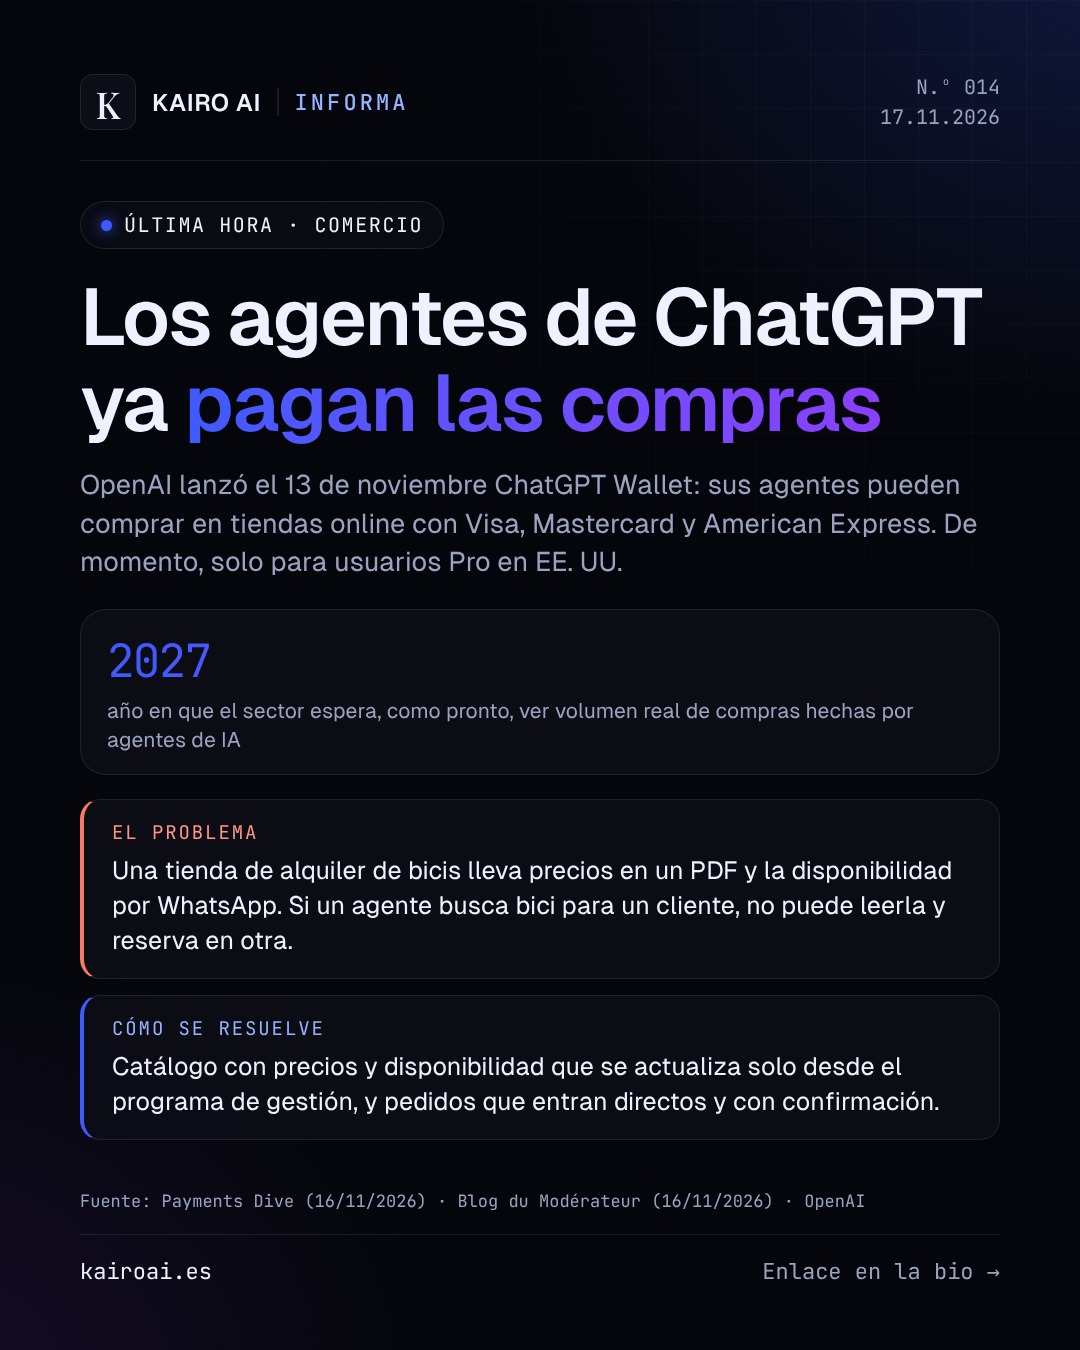 K KAIRO AI | INFORMA
N.º 014
17.11.2026
ÚLTIMA HORA · COMERCIO
Los agentes de ChatGPT
ya pagan las compras
OpenAI lanzó el 13 de noviembre ChatGPT Wallet: sus agentes pueden
comprar en tiendas online con Visa, Mastercard y American Express. De
momento, solo para usuarios Pro en EE. UU.
2027
año en que el sector espera, como pronto, ver volumen real de compras hechas por
agentes de IA
EL PROBLEMA
Una tienda de alquiler de bicis lleva precios en un PDF y la disponibilidad
por WhatsApp. Si un agente busca bici para un cliente, no puede leerla y
reserva en otra.
CÓMO SE RESUELVE
Catálogo con precios y disponibilidad que se actualiza solo desde el
programa de gestión, y pedidos que entran directos y con confirmación.
Fuente: Payments Dive (16/11/2026) · Blog du Modérateur (16/11/2026) · OpenAI
kairoai.es
Enlace en la bio →